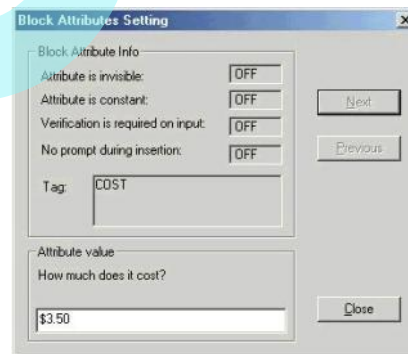 Block Attributes Setting
Block Attribute Info
Attribute is invisible: OFF
Attribute is constant: OFF
Verification is required on input: OFF
No prompt during insertion: OFF
Tag: COST
Next
Previous
Attribute value
How much does it cost?
$3.50
Close